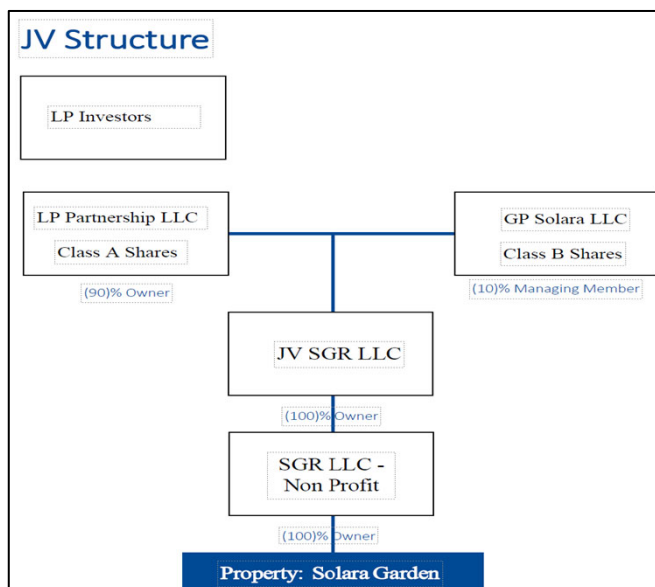 JV Structure
LP Investors
LP Partnership LLC
Class A Shares
(90)% Owner
GP Solara LLC
Class B Shares
(10)% Managing Member
JV SGR LLC
(100)% Owner
SGR LLC -
Non Profit
(100)% Owner
Property: Solara Garden